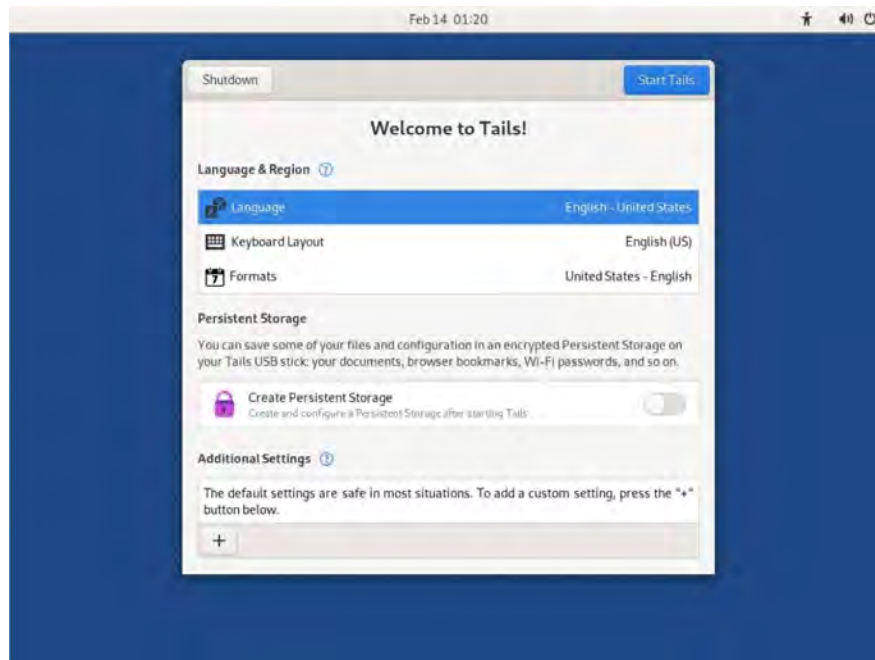 Feb 14 01:20
Shutdown
Start Tails
Welcome to Tails!
Language & Region
Language English - United States
Keyboard Layout English (US)
Formats United States - English
Persistent Storage
You can save some of your files and configuration in an encrypted Persistent Storage on
your Tails USB stick: your documents, browser bookmarks, Wi-Fi passwords, and so on.
Create Persistent Storage
Create and configure a Persistent Storage after starting Tails
Additional Settings
The default settings are safe in most situations. To add a custom setting, press the "+"
button below.
+